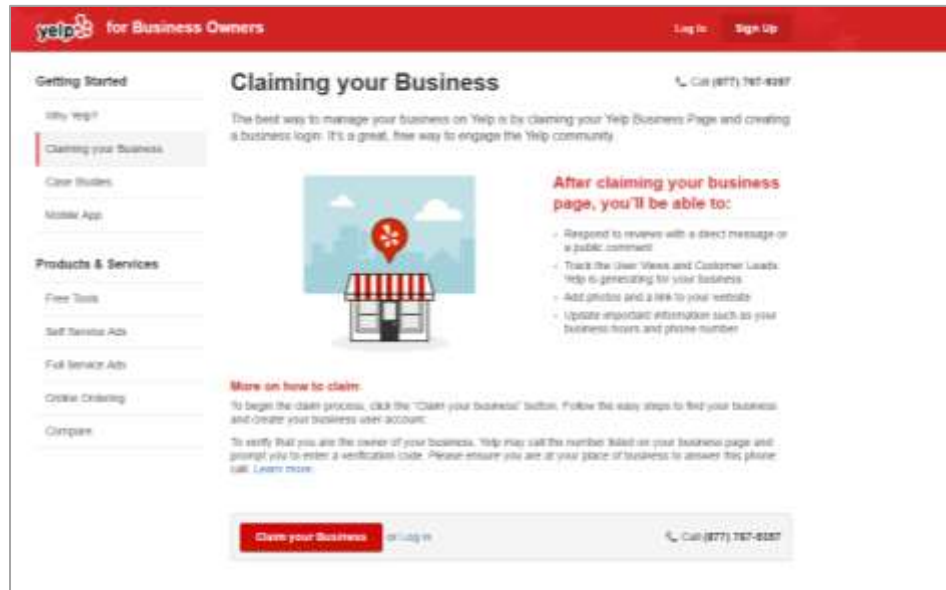 yelp for Business Owners
Log In Sign Up
Getting Started
Why Yelp?
Claiming your Business
Case Studies
Mobile App
Products & Services
Free Tools
Self Service Ads
Full Service Ads
Online Ordering
Compare
Claiming your Business
Call (877) 767-9357
The best way to manage your business on Yelp is by claiming your Yelp Business Page and creating
a business login. It's a great, free way to engage the Yelp community.
After claiming your business
page, you'll be able to:
- Respond to reviews with a direct message or
a public comment
- Track the User Views and Customer Leads
Yelp is generating for your business
- Add photos and a link to your website
- Update important information such as your
business hours and phone number
More on how to claim
To begin the claim process, click the "Claim your business" button. Follow the easy steps to find your business
and create your business user account.
To verify that you are the owner of your business, Yelp may call the number listed on your business page and
prompt you to enter a verification code. Please ensure you are at your place of business to answer this phone
call. Learn more.
Claim your Business or Log In
Call (877) 767-9357